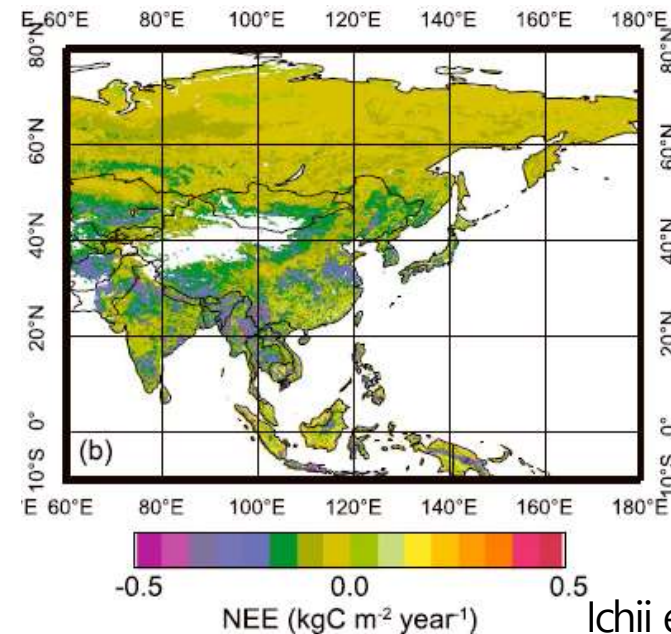 E 60°E 80°E 100°E 120°E 140°E 160°E 180°E
80°N 80°N
60°N 60°N
40°N 40°N
20°N 20°N
0° 0°
(b)
10°S 10°S
E 60°E 80°E 100°E 120°E 140°E 160°E 180°E
-0.5 0.0 0.5
NEE (kgC m⁻² year⁻¹)
Ichii e